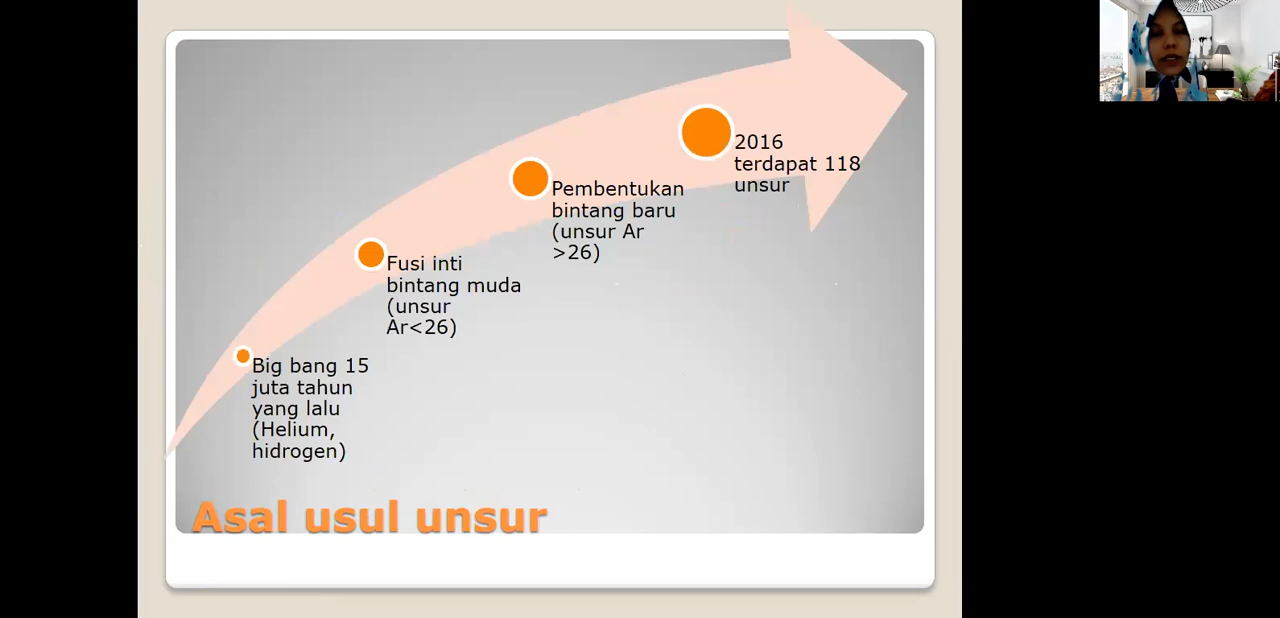 Big bang 15
juta tahun
yang lalu
(Helium,
hidrogen)
Fusi inti
bintang muda
(unsur
Ar<26)
Pembentukan
bintang baru
(unsur Ar
>26)
2016
terdapat 118
unsur
Asal usul unsur